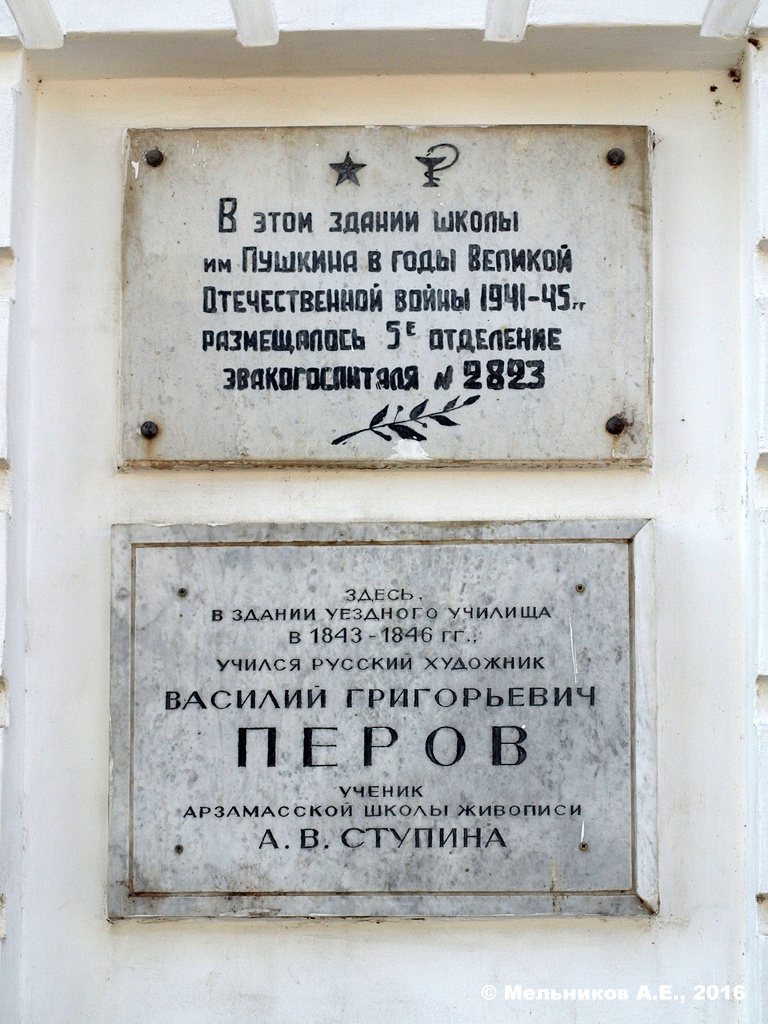 В этом здании школы
им Пушкина в годы Великой
Отечественной войны 1941-45гг
размещалось 5е отделение
эвакогоспиталя N 2823
ЗДЕСЬ,
В ЗДАНИИ УЕЗДНОГО УЧИЛИЩА
В 1843-1846 ГГ.,
УЧИЛСЯ РУССКИЙ ХУДОЖНИК
ВАСИЛИЙ ГРИГОРЬЕВИЧ
ПЕРОВ
УЧЕНИК
АРЗАМАССКОЙ ШКОЛЫ ЖИВОПИСИ
А. В. СТУПИНА
© Мельников А.Е., 2016